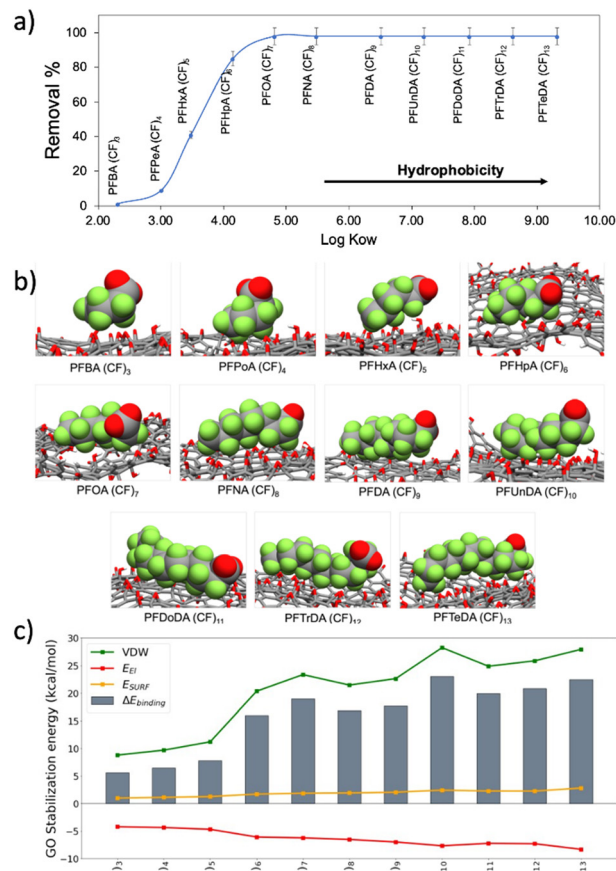 a)
Removal %
100
80
60
40
20
0
PFBA (CF)3
PFPeA (CF)4
PFHxA (CF)5
PFHpA (CF)6
PFOA (CF)7
PFNA (CF)8
PFDA (CF)9
PFUnDA (CF)10
PFDoDA (CF)11
PFTrDA (CF)12
PFTeDA (CF)13
Hydrophobicity
2.00 3.00 4.00 5.00 6.00 7.00 8.00 9.00 10.00
Log Kow
b)
PFBA (CF)3 PFPoA (CF)4 PFHxA (CF)5 PFHpA (CF)6
PFOA (CF)7 PFNA (CF)8 PFDA (CF)9 PFUnDA (CF)10
PFDoDA (CF)11 PFTrDA (CF)12 PFTeDA (CF)13
c)
GO Stabilization energy (kcal/mol)
30
25
20
15
10
5
0
−5
−10
VDW
EEl
ESURF
ΔEbinding
)3 )4 )5 )6 )7 )8 )9 10 11 12 13